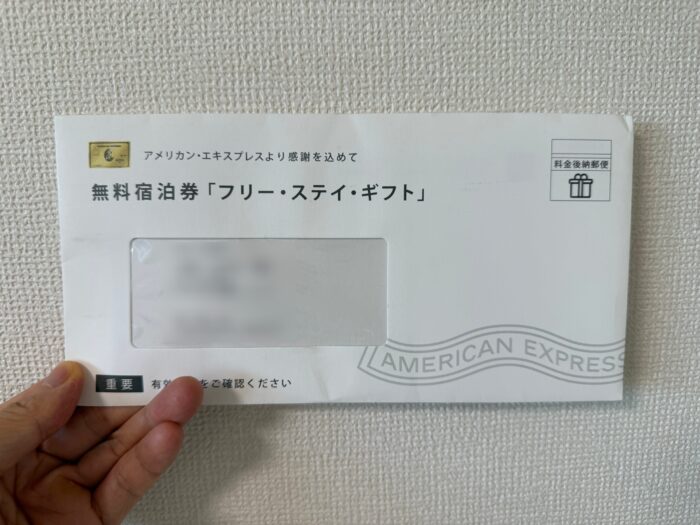 アメリカン・エキスプレスより感謝を込めて
無料宿泊券「フリー・ステイ・ギフト」
料金後納郵便
AMERICAN EXPRESS
重要 有効 をご確認ください